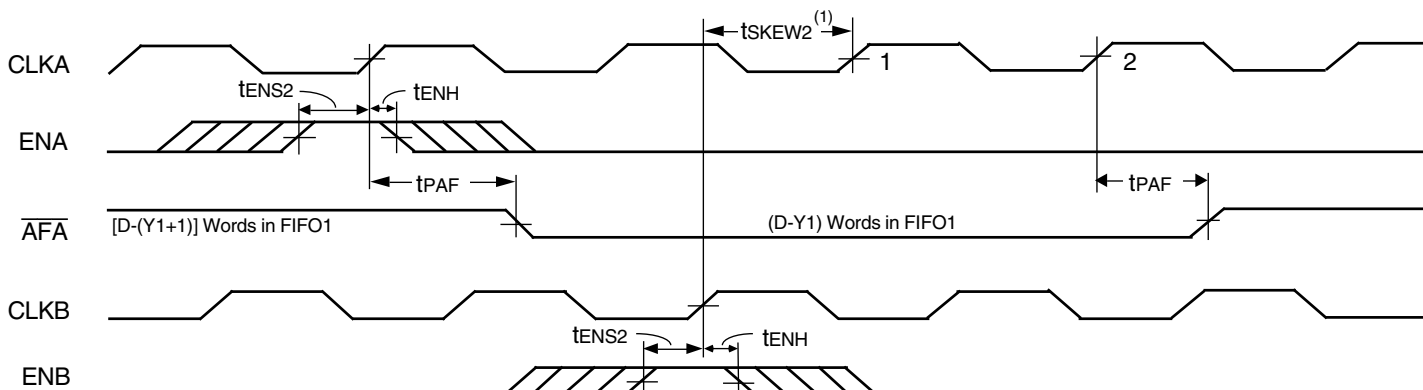 tSKEW2 (1)
CLKA
1
2
tENS2
tENH
ENA
tPAF
tPAF
AFA
[D-(Y1+1)] Words in FIFO1
(D-Y1) Words in FIFO1
CLKB
tENS2
tENH
ENB